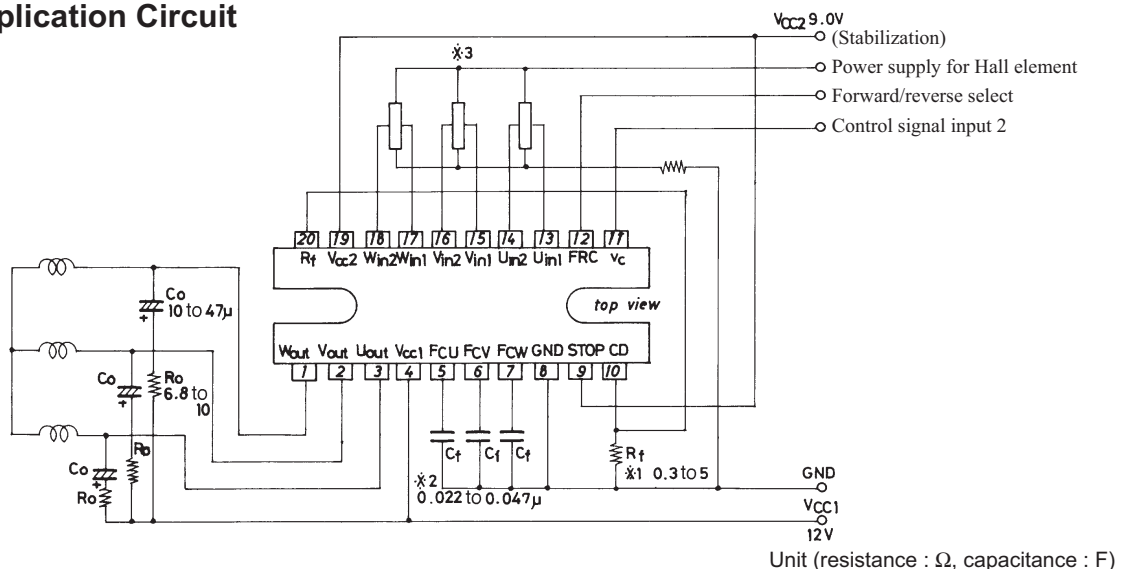 plication Circuit
VCC2 9.0V
(Stabilization)
※3
Power supply for Hall element
Forward/reverse select
Control signal input 2
20 19 18 17 16 15 14 13 12 11
Rf Vcc2 Win2 Win1 Vin2 Vin1 Uin2 Uin1 FRC Vc
Co
10 to 47μ
+
top view
Wout Vout Uout Vcc1 FCU FCV FCW GND STOP CD
1 2 3 4 5 6 7 8 9 10
Co
+
Ro
6.8 to
10
Ro
Cf Cf Cf
Rf
※1 0.3 to 5
Co
+
Ro
※2
0.022 to 0.047μ
GND
VCC1
12V
Unit (resistance : Ω, capacitance : F)